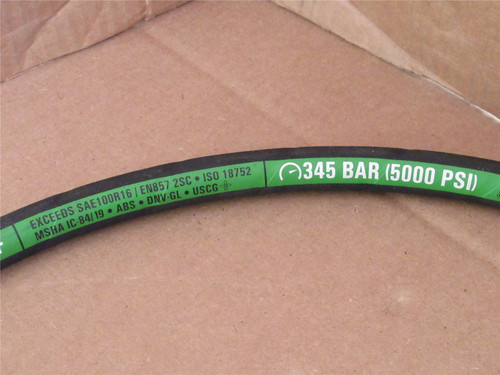 EXCEEDS SAE100R16 / EN857 2SC • ISO 18752
MSHA IC-84/19 • ABS • DNV-GL • USCG
345 BAR (5000 PSI)